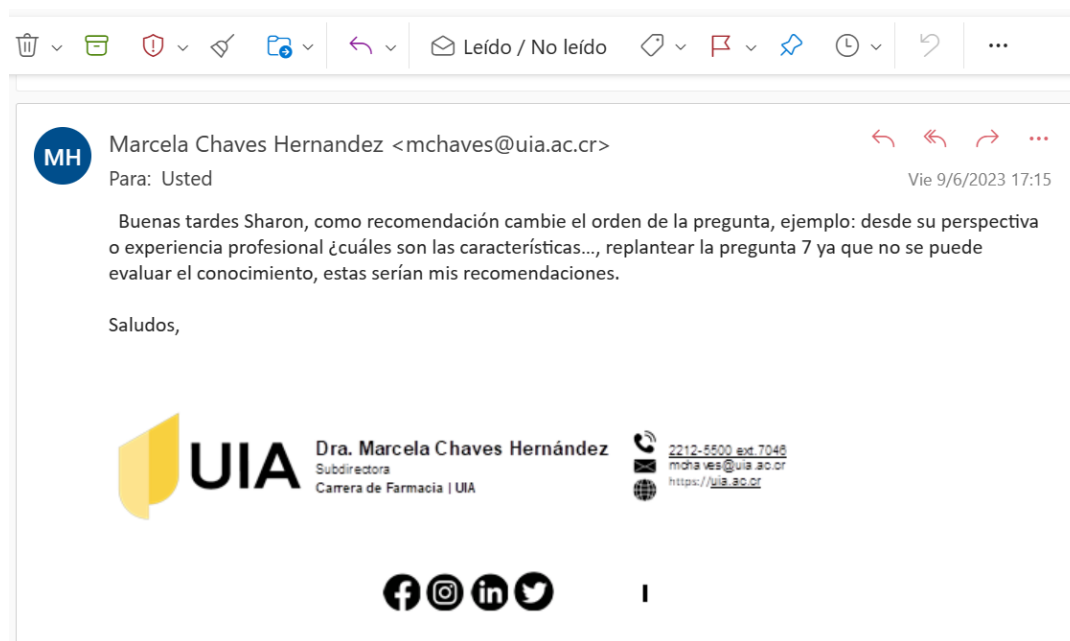 Leído / No leído
MH
Marcela Chaves Hernandez <mchaves@uia.ac.cr>
Para: Usted
Vie 9/6/2023 17:15
Buenas tardes Sharon, como recomendación cambie el orden de la pregunta, ejemplo: desde su perspectiva
o experiencia profesional ¿cuáles son las características..., replantear la pregunta 7 ya que no se puede
evaluar el conocimiento, estas serían mis recomendaciones.
Saludos,
UIA
Dra. Marcela Chaves Hernández
Subdirectora
Carrera de Farmacia | UIA
2212-5500 ext.7046
mchaves@uia.ac.cr
https://uia.ac.cr